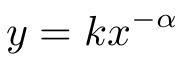 y = kx^{-α}